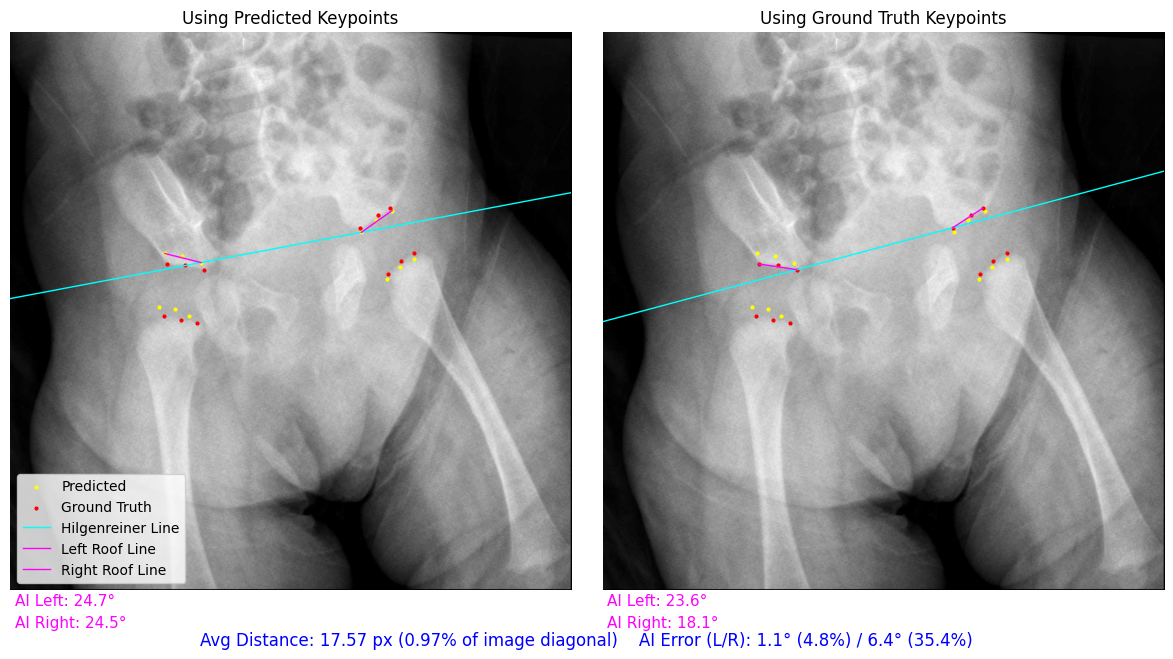 Using Predicted Keypoints
Using Ground Truth Keypoints
Predicted
Ground Truth
Hilgenreiner Line
Left Roof Line
Right Roof Line
AI Left: 24.7°
AI Right: 24.5°
AI Left: 23.6°
AI Right: 18.1°
Avg Distance: 17.57 px (0.97% of image diagonal)    AI Error (L/R): 1.1° (4.8%) / 6.4° (35.4%)